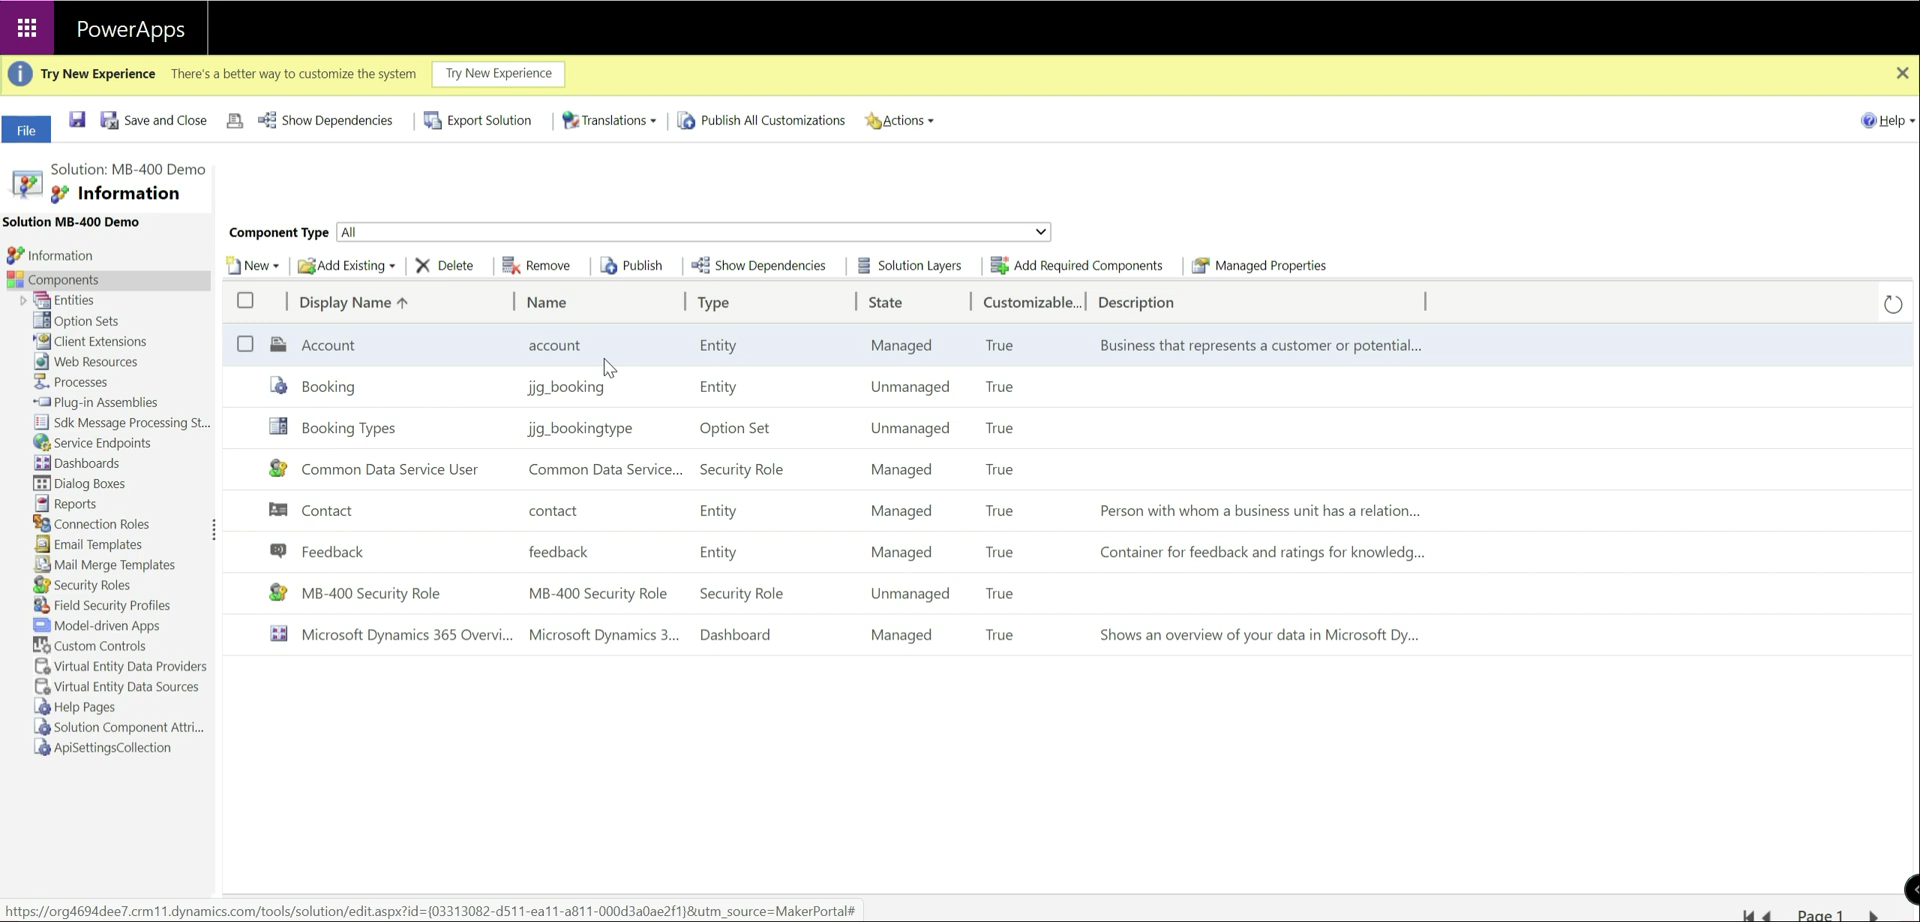 PowerApps
Try New Experience There's a better way to customize the system Try New Experience
File Save and Close Show Dependencies Export Solution Translations Publish All Customizations Actions Help
Solution: MB-400 Demo
Information
Solution MB-400 Demo
Information
Components
Entities
Option Sets
Client Extensions
Web Resources
Processes
Plug-in Assemblies
Sdk Message Processing St...
Service Endpoints
Dashboards
Dialog Boxes
Reports
Connection Roles
Email Templates
Mail Merge Templates
Security Roles
Field Security Profiles
Model-driven Apps
Custom Controls
Virtual Entity Data Providers
Virtual Entity Data Sources
Help Pages
Solution Component Attri...
ApiSettingsCollection
Component Type All
New Add Existing Delete Remove Publish Show Dependencies Solution Layers Add Required Components Managed Properties
Display Name Name Type State Customizable... Description
Account account Entity Managed True Business that represents a customer or potential...
Booking jjg_booking Entity Unmanaged True
Booking Types jjg_bookingtype Option Set Unmanaged True
Common Data Service User Common Data Service... Security Role Managed True
Contact contact Entity Managed True Person with whom a business unit has a relation...
Feedback feedback Entity Managed True Container for feedback and ratings for knowledg...
MB-400 Security Role MB-400 Security Role Security Role Unmanaged True
Microsoft Dynamics 365 Overvi... Microsoft Dynamics 3... Dashboard Managed True Shows an overview of your data in Microsoft Dy...
https://org4694dee7.crm11.dynamics.com/tools/solution/edit.aspx?id={03313082-d511-ea11-a811-000d3a0ae2f1}&utm_source=MakerPortal#
Page 1